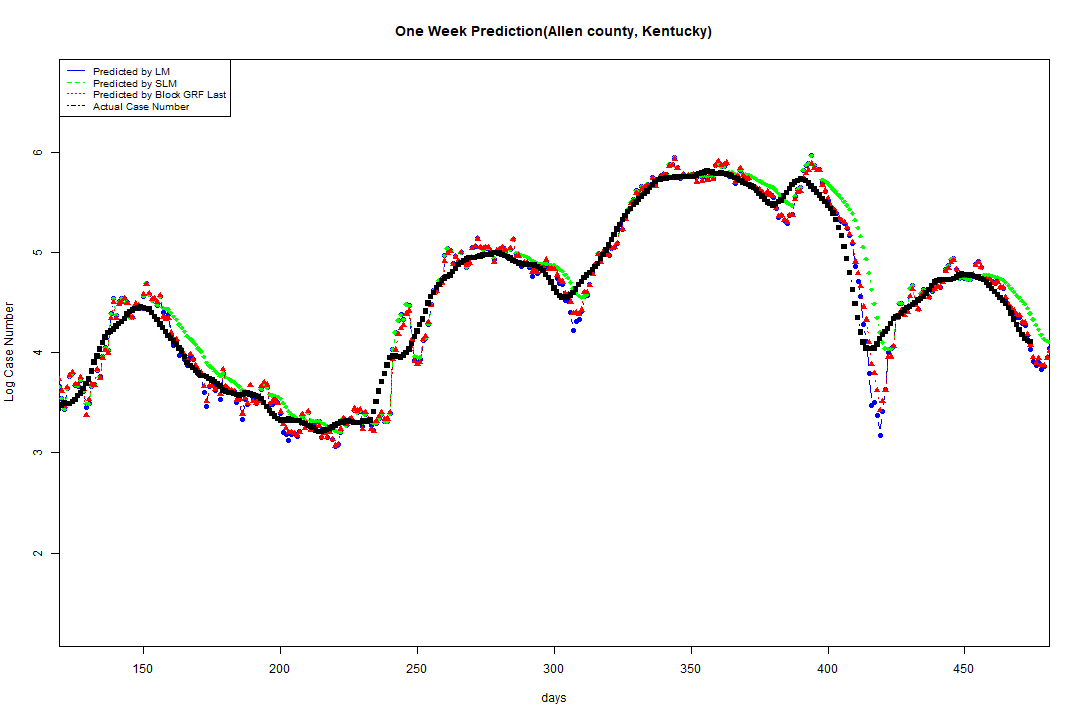 One Week Prediction(Allen county, Kentucky)
Predicted by LM
Predicted by SLM
Predicted by Block GRF Last
Actual Case Number
6
5
4
3
2
Log Case Number
150 200 250 300 350 400 450
days